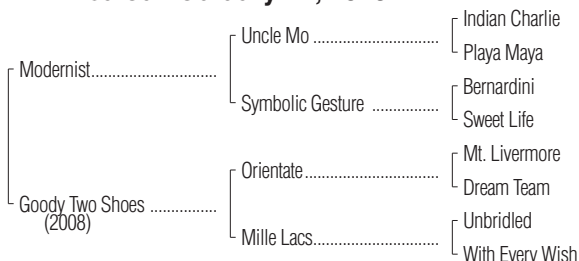 Indian Charlie
Uncle Mo
Playa Maya
Modernist
Bernardini
Symbolic Gesture
Sweet Life
Mt. Livermore
Orientate
Dream Team
Goody Two Shoes
(2008)
Unbridled
Mille Lacs
With Every Wish